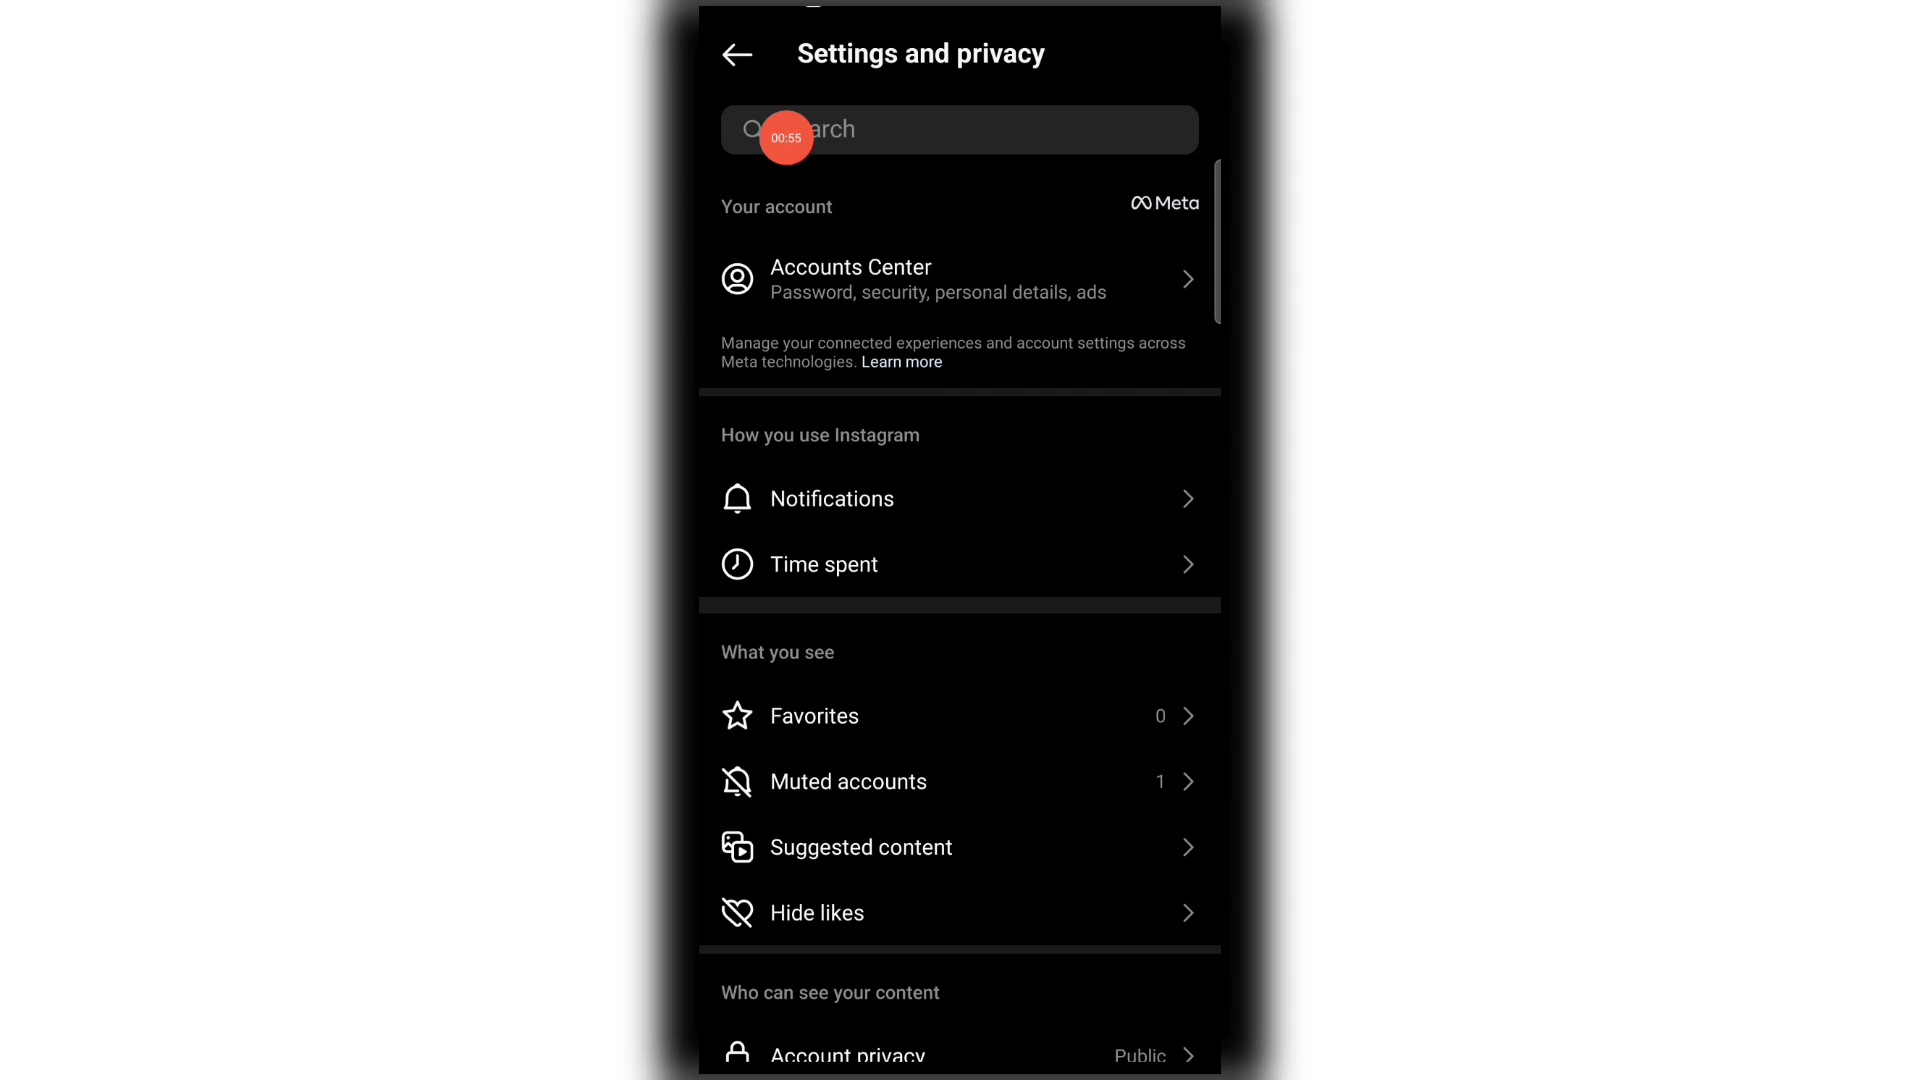 Settings and privacy
arch
00:55
Your account
Meta
Accounts Center
Password, security, personal details, ads
Manage your connected experiences and account settings across
Meta technologies. Learn more
How you use Instagram
Notifications
Time spent
What you see
Favorites 0
Muted accounts 1
Suggested content
Hide likes
Who can see your content
Account privacy Public